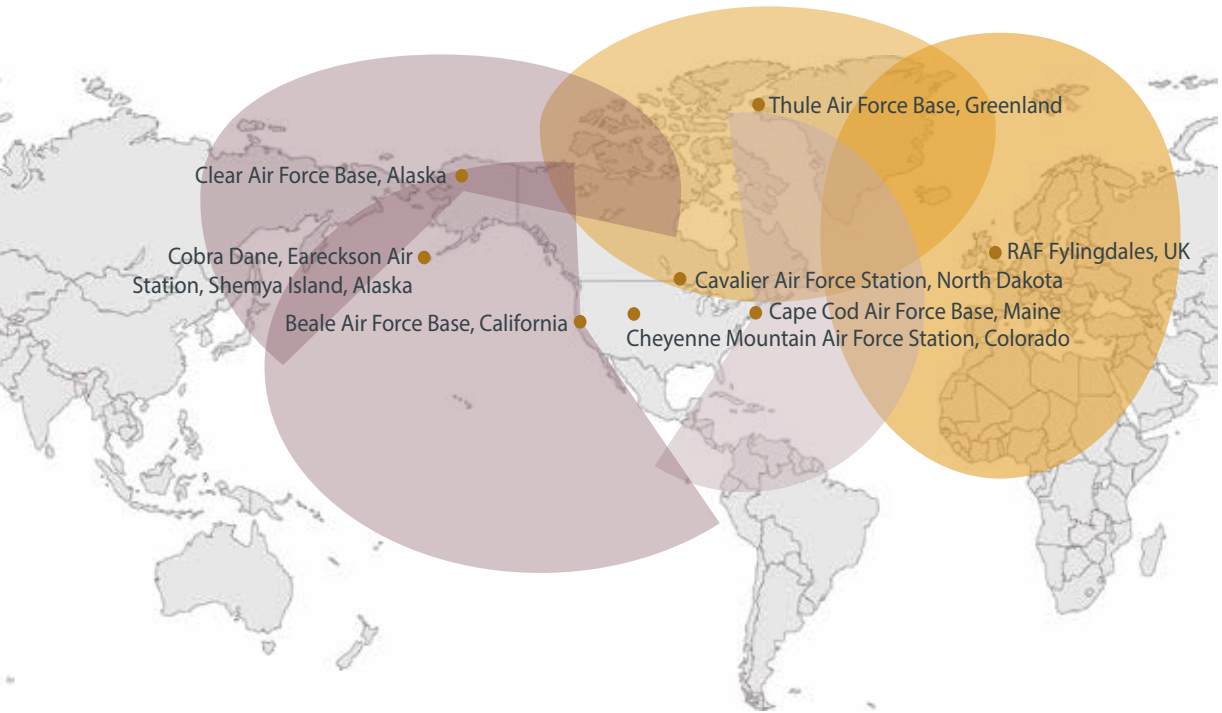 Thule Air Force Base, Greenland
Clear Air Force Base, Alaska
Cobra Dane, Eareckson Air
Station, Shemya Island, Alaska
RAF Fylingdales, UK
Cavalier Air Force Station, North Dakota
Beale Air Force Base, California
Cape Cod Air Force Base, Maine
Cheyenne Mountain Air Force Station, Colorado